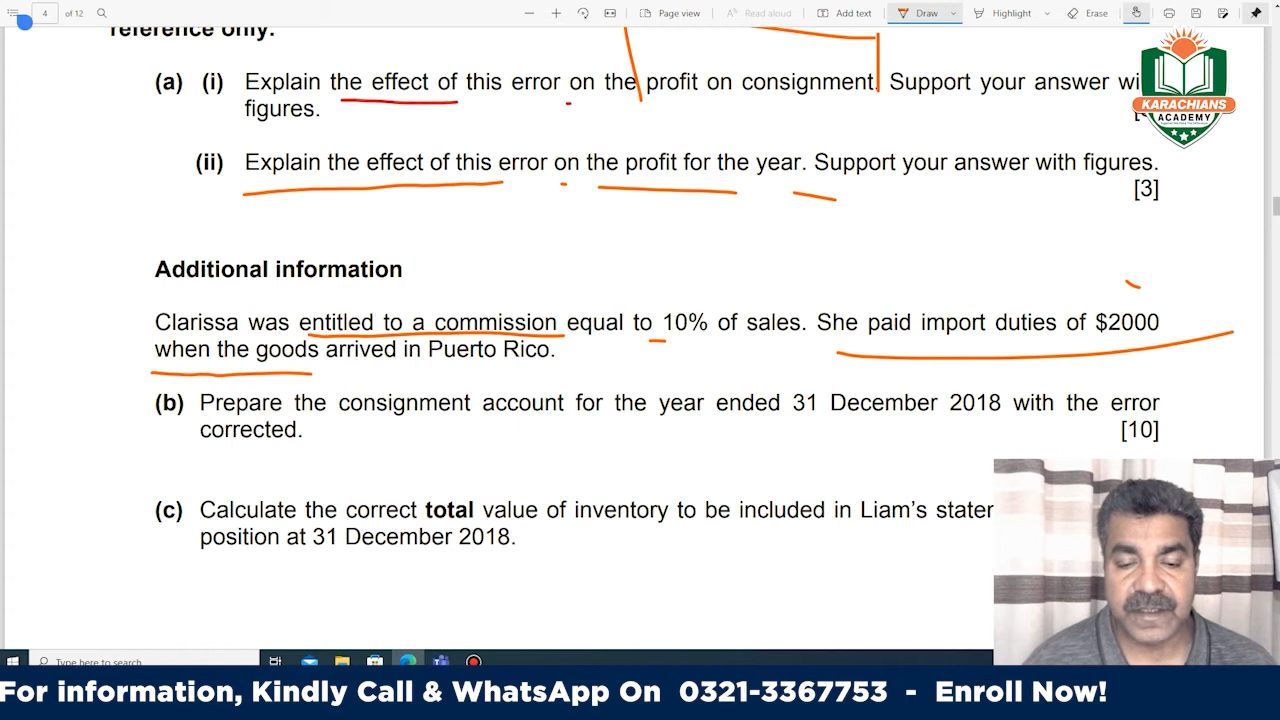 4 of 12
Page view
Read aloud
Add text
Draw
Highlight
Erase
reference only.
(a) (i) Explain the effect of this error on the profit on consignment. Support your answer
figures.
KARACHIANS
ACADEMY
(ii) Explain the effect of this error on the profit for the year. Support your answer with figures.
[3]
Additional information
Clarissa was entitled to a commission equal to 10% of sales. She paid import duties of $2000
when the goods arrived in Puerto Rico.
(b) Prepare the consignment account for the year ended 31 December 2018 with the error
corrected. [10]
(c) Calculate the correct total value of inventory to be included in Liam's
position at 31 December 2018.
Type here to search
For information, Kindly Call & WhatsApp On 0321-3367753 - Enroll Now!